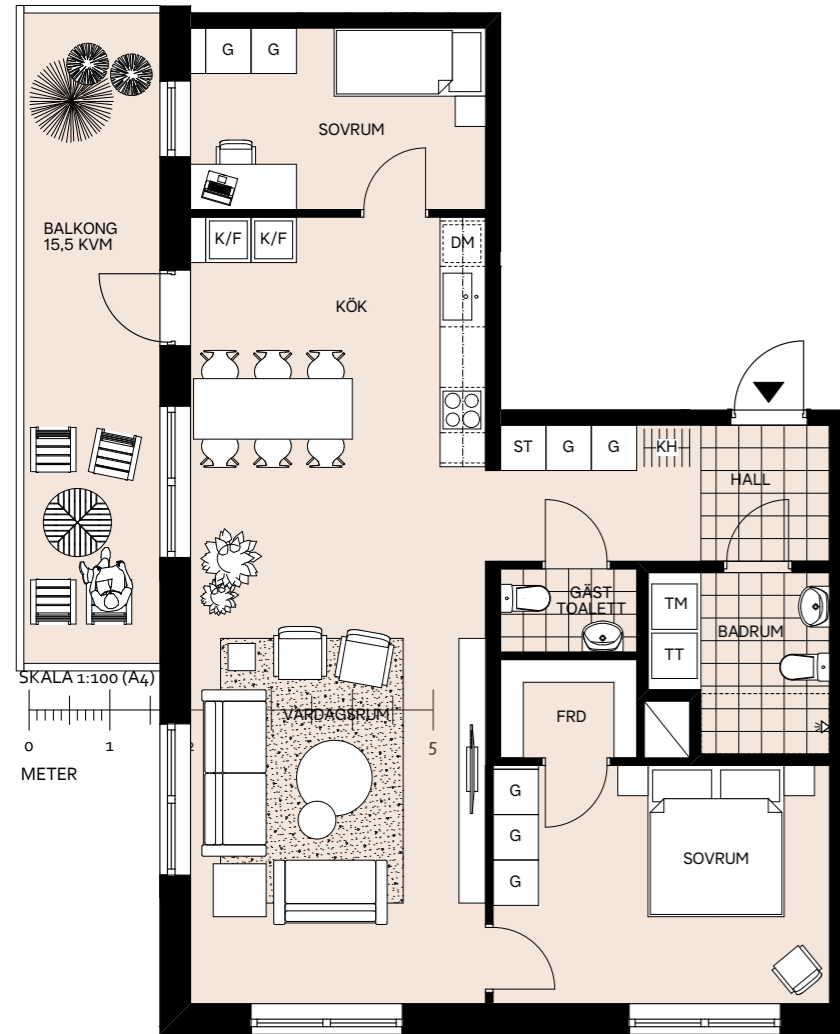 G G
SOVRUM
BALKONG
15,5 KVM
K/F K/F
DM
KÖK
ST G G KH
HALL
GÄST
TOALETT
TM
BADRUM
TT
SKALA 1:100 (A4)
VARDAGSRUM
FRD
0 1 2 5
METER
G
G
SOVRUM
G